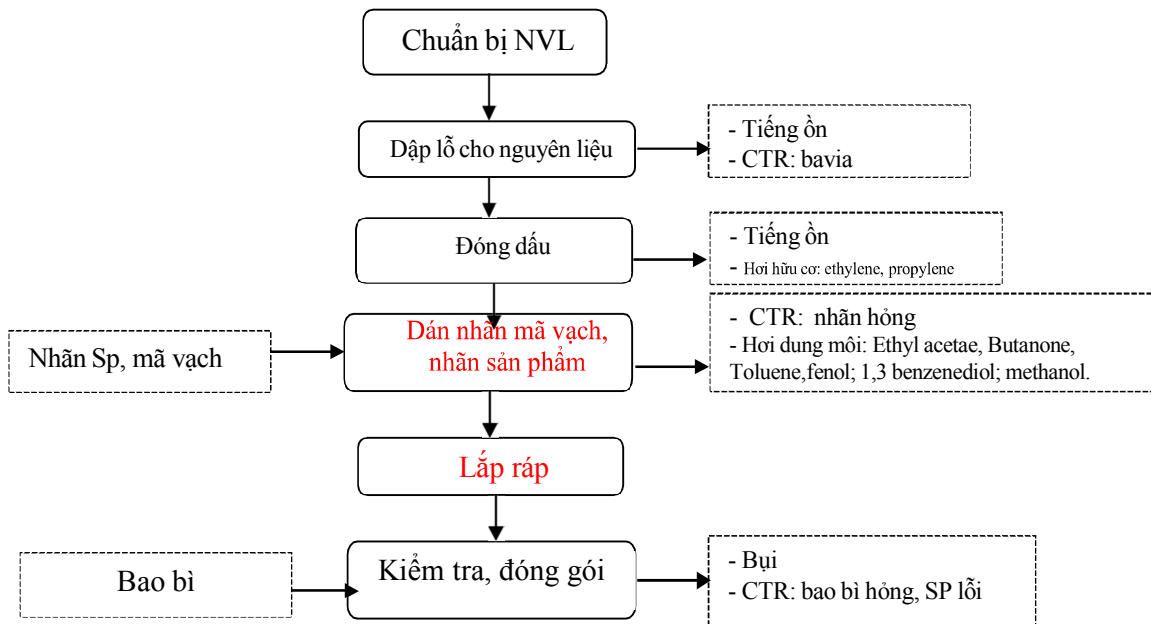 Chuẩn bị NVL
Dập lỗ cho nguyên liệu
- Tiếng ồn
- CTR: bavia
Đóng dấu
- Tiếng ồn
- Hơi hữu cơ: ethylene, propylene
Nhãn Sp, mã vạch
Dán nhãn mã vạch,
nhãn sản phẩm
- CTR: nhãn hỏng
- Hơi dung môi: Ethyl acetae, Butanone,
Toluene,fenol; 1,3 benzenediol; methanol.
Lắp ráp
Bao bì
Kiểm tra, đóng gói
- Bụi
- CTR: bao bì hỏng, SP lỗi